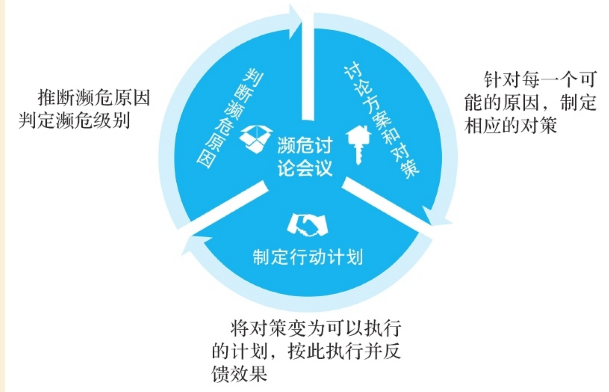 推断濒危原因
判定濒危级别
判断濒危原因
讨论方案和对策
濒危讨
论会议
制定行动计划
针对每一个可
能的原因，制定
相应的对策
将对策变为可以执行
的计划，按此执行并反
馈效果